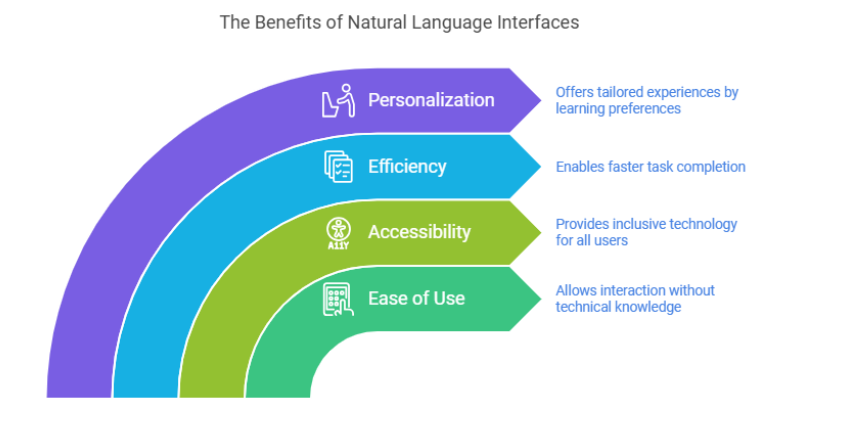 The Benefits of Natural Language Interfaces
Personalization
Offers tailored experiences by
learning preferences
Efficiency
Enables faster task completion
A11Y
Accessibility
Provides inclusive technology
for all users
Ease of Use
Allows interaction without
technical knowledge